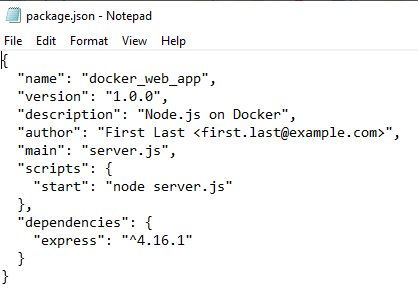 package.json - Notepad
File Edit Format View Help
{
  "name": "docker_web_app",
  "version": "1.0.0",
  "description": "Node.js on Docker",
  "author": "First Last <first.last@example.com>",
  "main": "server.js",
  "scripts": {
    "start": "node server.js"
  },
  "dependencies": {
    "express": "^4.16.1"
  }
}